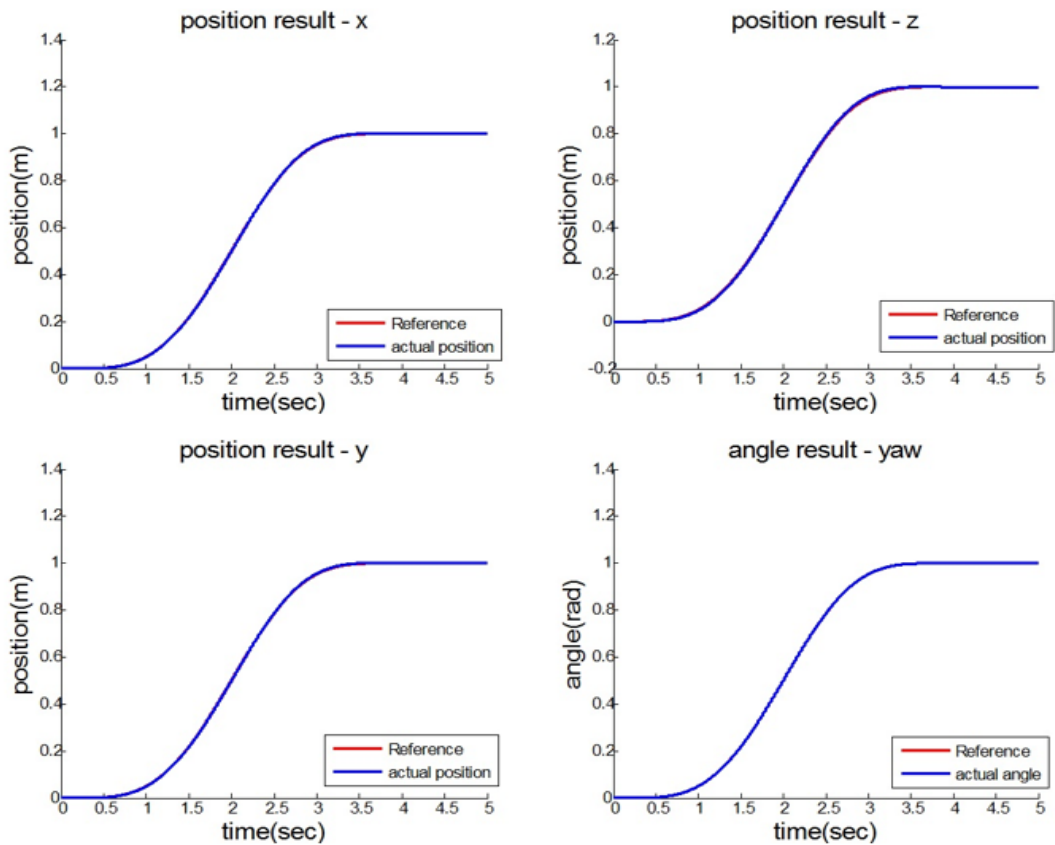 position result - x
1.4
1.2
1
0.8
0.6
0.4
0.2
0
position(m)
Reference
actual position
0 0.5 1 1.5 2 2.5 3 3.5 4 4.5 5
time(sec)
position result - z
1.2
1
0.8
0.6
0.4
0.2
0
-0.2
position(m)
Reference
actual position
0 0.5 1 1.5 2 2.5 3 3.5 4 4.5 5
time(sec)
position result - y
1.4
1.2
1
0.8
0.6
0.4
0.2
0
position(m)
Reference
actual position
0 0.5 1 1.5 2 2.5 3 3.5 4 4.5 5
time(sec)
angle result - yaw
1.4
1.2
1
0.8
0.6
0.4
0.2
0
angle(rad)
Reference
actual angle
0 0.5 1 1.5 2 2.5 3 3.5 4 4.5 5
time(sec)